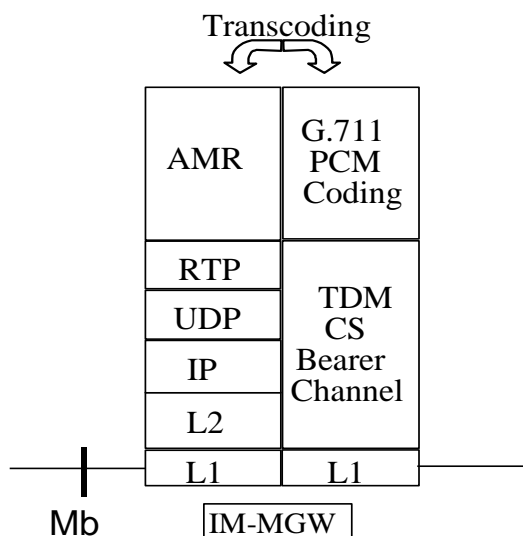 Transcoding
AMR
G.711
PCM
Coding
RTP
UDP
IP
L2
TDM
CS
Bearer
Channel
L1
L1
Mb
IM-MGW